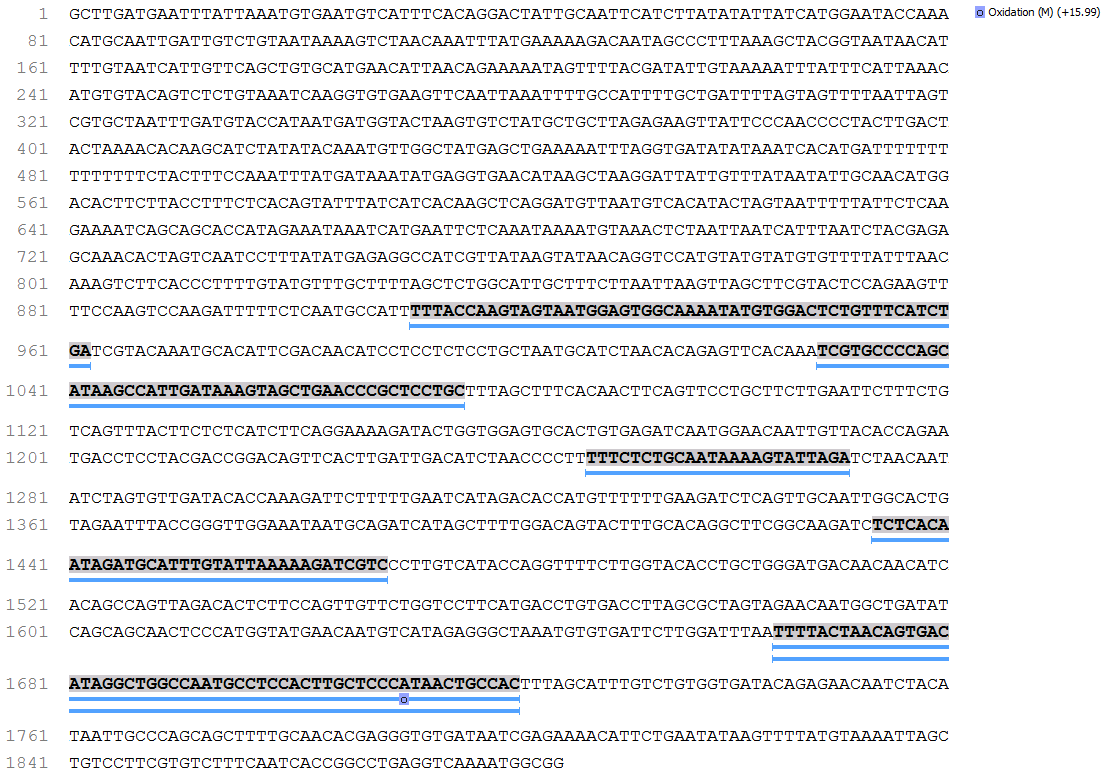 1 GCTTGATGAATTTATTAAATGTGAATGTCATTTCACAGGACTATTGCAATTCATCTTATATATTATCATGGAATACCAAA
Oxidation (M) (+15.99)
81 CATGCAATTGATTGTCTGTAATAAAAGTCTAACAAATTTATGAAAAAGACAATAGCCCTTTAAAGCTACGGTAATAACAT
161 TTTGTAATCATTGTTCAGCTGTGCATGAACATTAACAGAAAAATAGTTTTACGATATTGTAAAAATTTATTTCATTAAAC
241 ATGTGTACAGTCTCTGTAAATCAAGGTGTGAAGTTCAATTAAATTTTGCCATTTTGCTGATTTTAGTAGTTTTAATTAGT
321 CGTGCTAATTTGATGTACCATAATGATGGTACTAAGTGTCTATGCTGCTTAGAGAAGTTATTCCCAACCCCTACTTGACT
401 ACTAAAACACAAGCATCTATATACAAATGTTGGCTATGAGCTGAAAAATTTAGGTGATATATAAATCACATGATTTTTTT
481 TTTTTTTCTACTTTCCAAATTTATGATAAATATGAGGTGAACATAAGCTAAGGATTATTGTTTATAATATTGCAACATGG
561 ACACTTCTTACCTTTCTCACAGTATTTATCATCACAAGCTCAGGATGTTAATGTCACATACTAGTAATTTTTATTCTCAA
641 GAAAATCAGCAGCACCATAGAAATAAATCATGAATTCTCAAATAAAATGTAAACTCTAATTAATCATTTAATCTACGAGA
721 GCAAACACTAGTCAATCCTTTATATGAGAGGCCATCGTTATAAGTATAACAGGTCCATGTATGTATGTGTTTTATTTAAC
801 AAAGTCTTCACCCTTTTGTATGTTTGCTTTTAGCTCTGGCATTGCTTTCTTAATTAAGTTAGCTTCGTACTCCAGAAGTT
881 TTCCAAGTCCAAGATTTTTCTCAATGCCATTTTTACCAAGTAGTAATGGAGTGGCAAAATATGTGGACTCTGTTTCATCT
961 GATCGTACAAATGCACATTCGACAACATCCTCCTCTCCTGCTAATGCATCTAACACAGAGTTCACAAATCGTGCCCCAGC
1041 ATAAGCCATTGATAAAGTAGCTGAACCCGCTCCTGCTTTAGCTTTCACAACTTCAGTTCCTGCTTCTTGAATTCTTTCTG
1121 TCAGTTTACTTCTCTCATCTTCAGGAAAAGATACTGGTGGAGTGCACTGTGAGATCAATGGAACAATTGTTACACCAGAA
1201 TGACCTCCTACGACCGGACAGTTCACTTGATTGACATCTAACCCCTTTTTCTCTGCAATAAAAGTATTAGATCTAACAAT
1281 ATCTAGTGTTGATACACCAAAGATTCTTTTTGAATCATAGACACCATGTTTTTTGAAGATCTCAGTTGCAATTGGCACTG
1361 TAGAATTTACCGGGTTGGAAATAATGCAGATCATAGCTTTTGGACAGTACTTTGCACAGGCTTCGGCAAGATCTCTCACA
1441 ATAGATGCATTTGTATTAAAAAGATCGTCCCTTGTCATACCAGGTTTTCTTGGTACACCTGCTGGGATGACAACAACATC
1521 ACAGCCAGTTAGACACTCTTCCAGTTGTTCTGGTCCTTCATGACCTGTGACCTTAGCGCTAGTAGAACAATGGCTGATAT
1601 CAGCAGCAACTCCCATGGTATGAACAATGTCATAGAGGGCTAAATGTGTGATTCTTGGATTTAATTTTACTAACAGTGAC
1681 ATAGGCTGGCCAATGCCTCCACTTGCTCCCATAACTGCCACTTTAGCATTTGTCTGTGGTGATACAGAGAACAATCTACA
1761 TAATTGCCCAGCAGCTTTTGCAACACGAGGGTGTGATAATCGAGAAAACATTCTGAATATAAGTTTTATGTAAAATTAGC
1841 TGTCCTTCGTGTCTTTCAATCACCGGCCTGAGGTCAAAATGGCGG